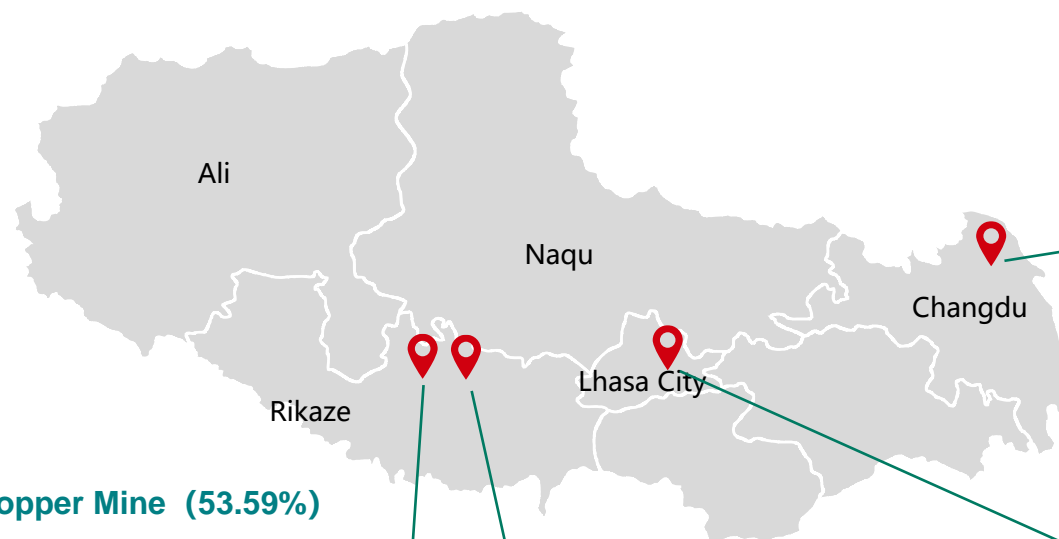 Ali
Naqu
Changdu
Lhasa City
Rikaze
opper Mine (53.59%)